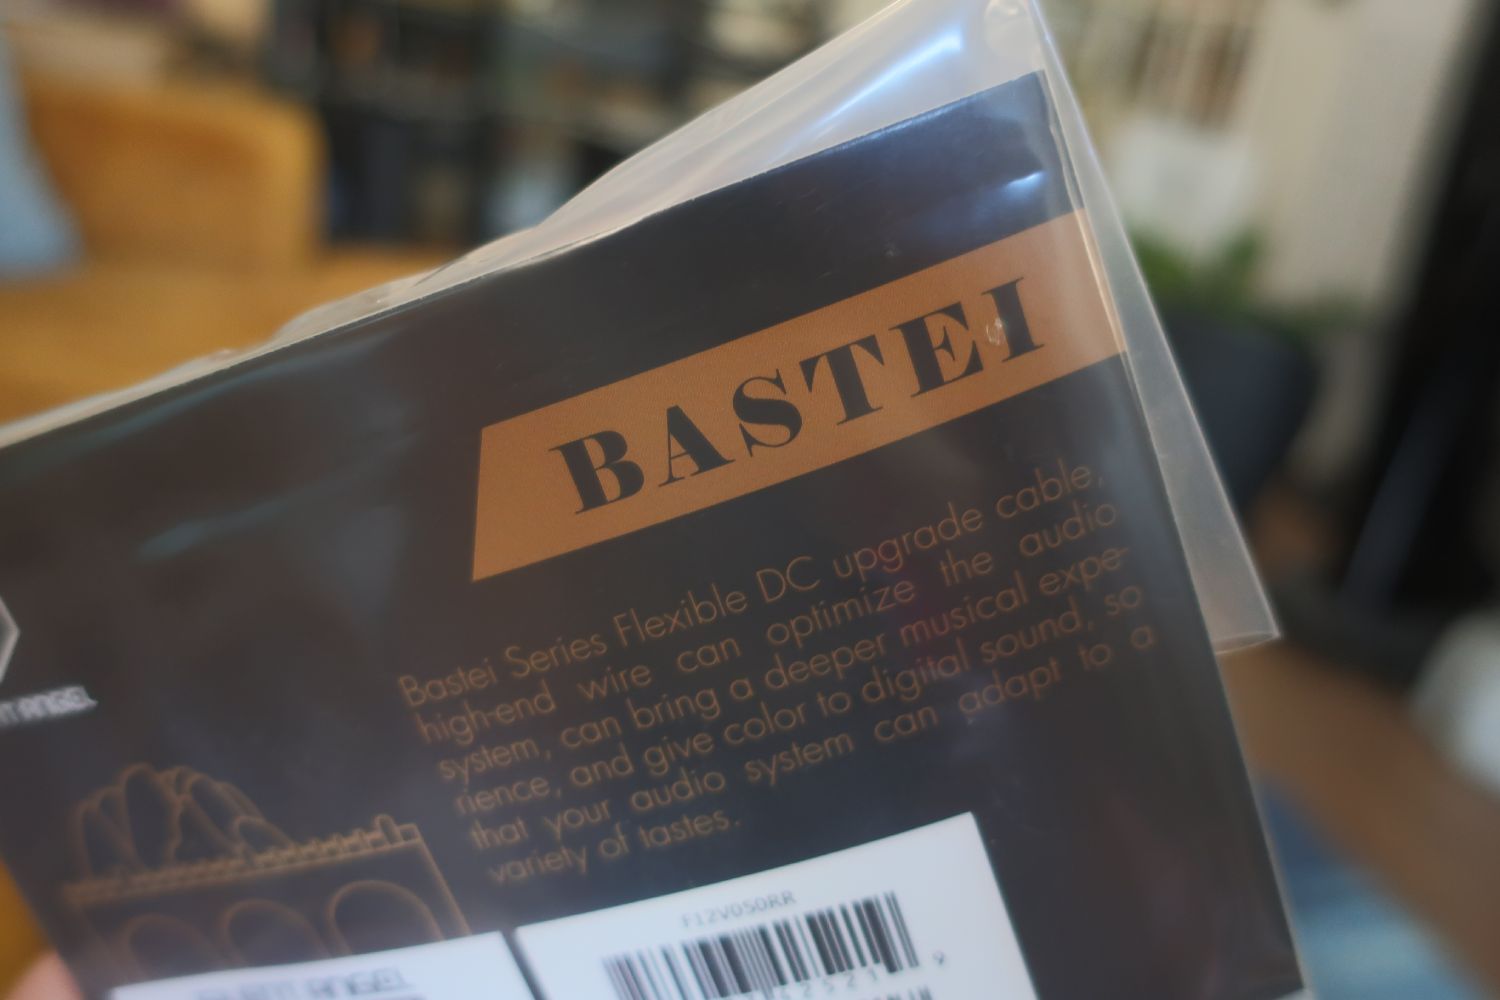 BASTEI
Bastei Series Flexible DC upgrade cable,
high-end wire can optimize the audio
system, can bring a deeper musical expe-
rience, and give color to digital sound, so
that your audio system can adapt to a
variety of tastes.
F12V050RR